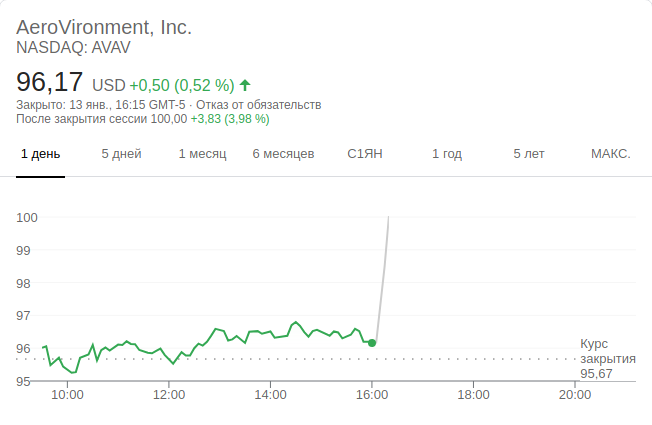 AeroVironment, Inc.
NASDAQ: AVAV
96,17 USD +0,50 (0,52 %)
Закрыто: 13 янв., 16:15 GMT-5 · Отказ от обязательств
После закрытия сессии 100,00 +3,83 (3,98 %)
1 день 5 дней 1 месяц 6 месяцев С1ЯН 1 год 5 лет МАКС.
100
99
98
97
96
95
Курс
закрытия
95,67
10:00 12:00 14:00 16:00 18:00 20:00